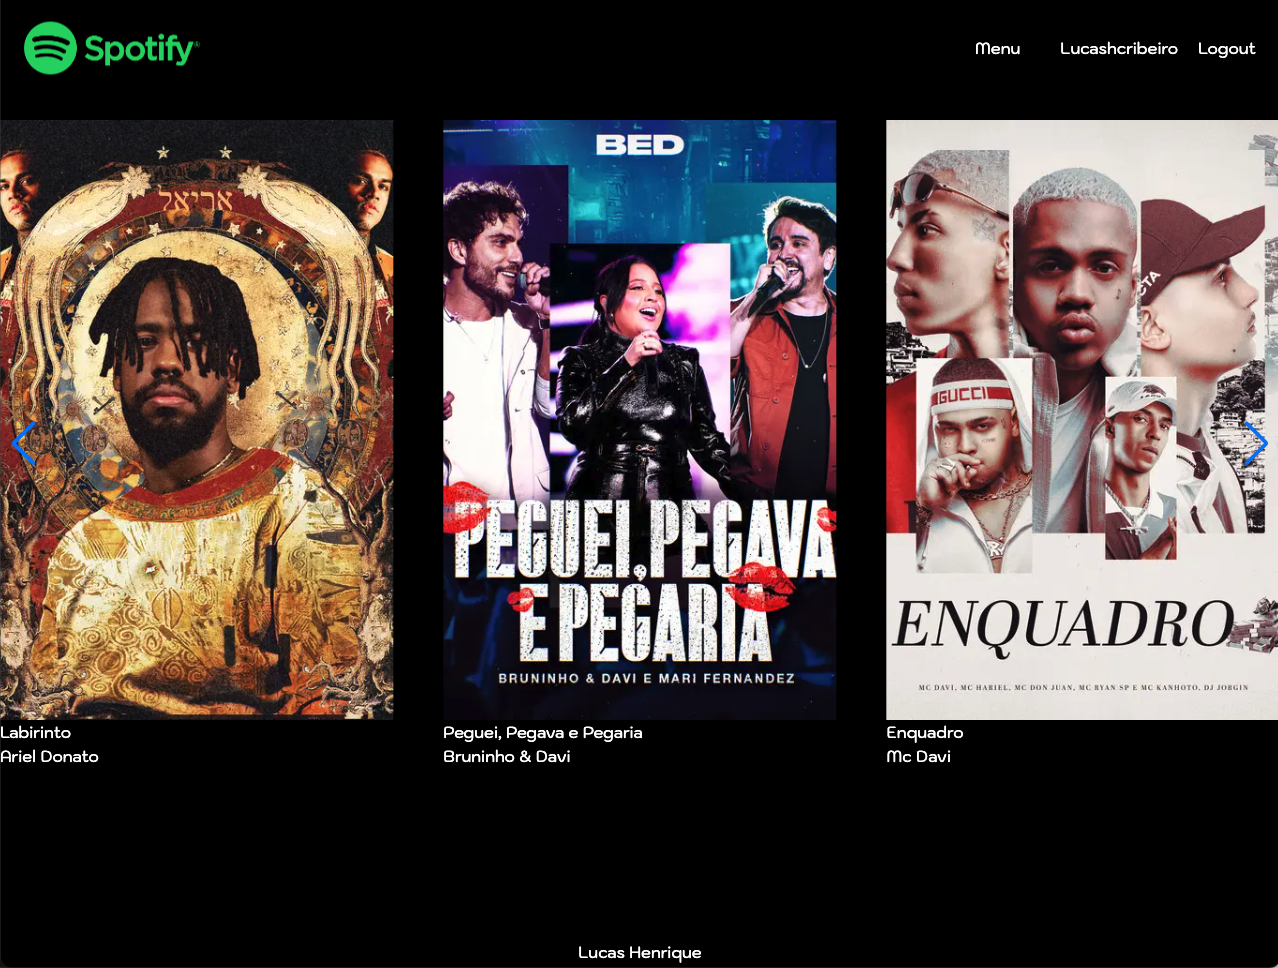 Spotify®
Menu
Lucashcribeiro
Logout
אריאל
BED
PEGUEI, PEGAVA
E PEGARIA
BRUNINHO & DAVI E MARI FERNANDEZ
STA
GUCCI
ENQUADRO
MC DAVI, MC HARIEL, MC DON JUAN, MC RYAN SP E MC KANHOTO, DJ JORGIN
Labirinto
Ariel Donato
Peguei, Pegava e Pegaria
Bruninho & Davi
Enquadro
Mc Davi
Lucas Henrique